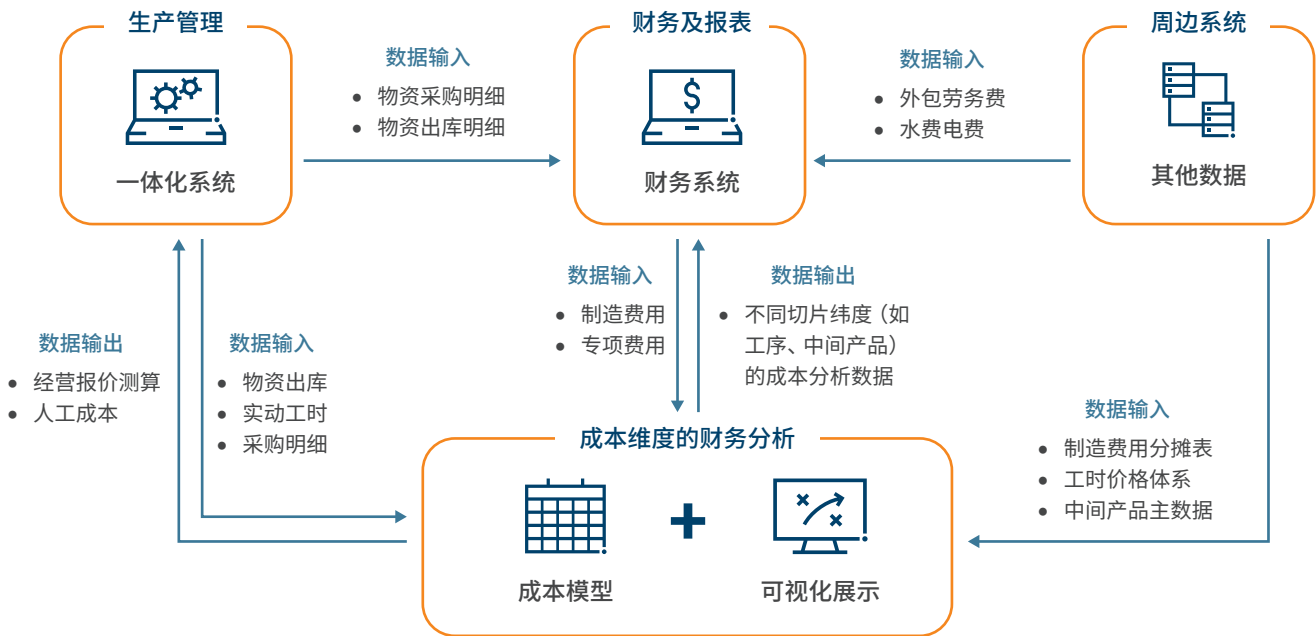 生产管理
一体化系统
数据输入
• 物资采购明细
• 物资出库明细
财务及报表
$
财务系统
数据输入
• 外包劳务费
• 水费电费
周边系统
其他数据
数据输出
• 经营报价测算
• 人工成本
数据输入
• 物资出库
• 实动工时
• 采购明细
数据输入
• 制造费用
• 专项费用
数据输出
• 不同切片纬度（如
工序、中间产品）
的成本分析数据
数据输入
• 制造费用分摊表
• 工时价格体系
• 中间产品主数据
成本维度的财务分析
成本模型
可视化展示